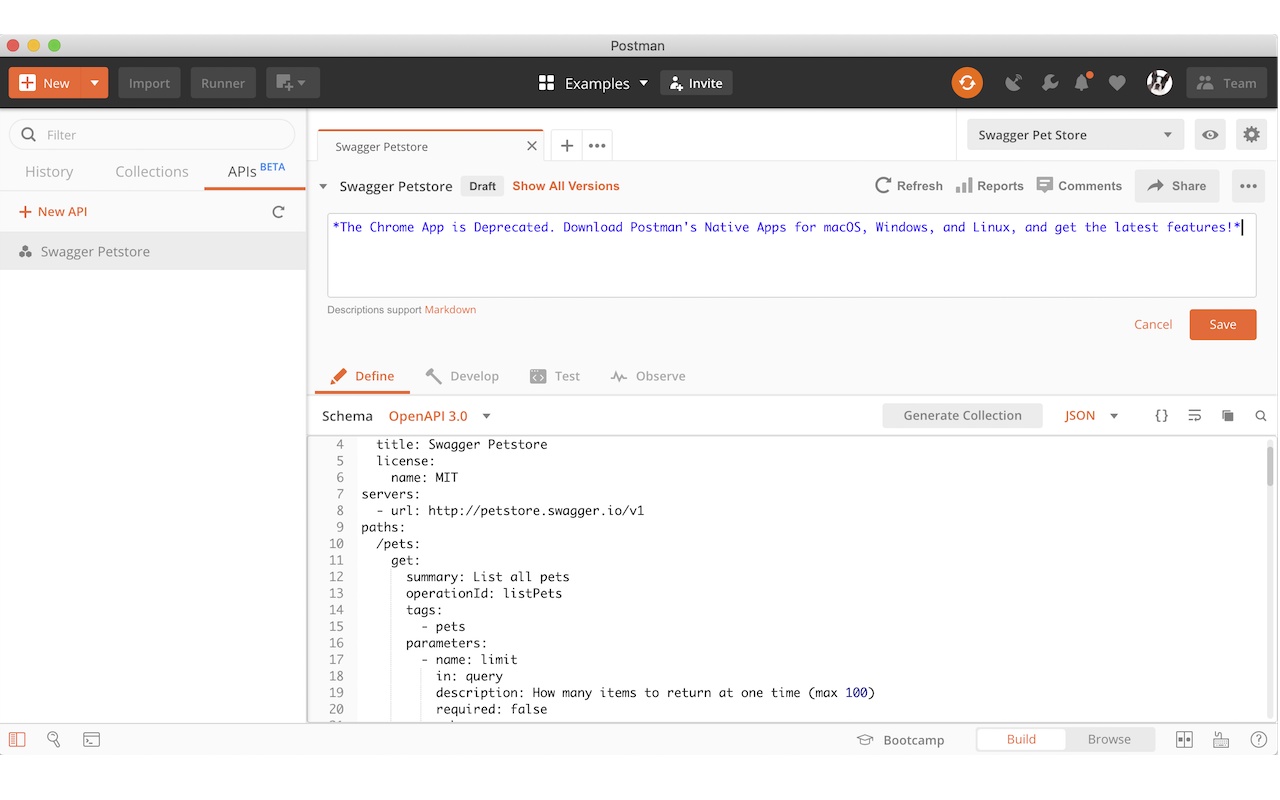 Postman
New
Import
Runner
Examples
Invite
Team
Filter
History
Collections
APIs BETA
New API
Swagger Petstore
Swagger Petstore
Swagger Pet Store
Swagger Petstore
Draft
Show All Versions
Refresh
Reports
Comments
Share
*The Chrome App is Deprecated. Download Postman's Native Apps for macOS, Windows, and Linux, and get the latest features!*
Descriptions support Markdown
Cancel
Save
Define
Develop
Test
Observe
Schema
OpenAPI 3.0
Generate Collection
JSON
{}
4 title: Swagger Petstore
5 license:
6 name: MIT
7 servers:
8 - url: http://petstore.swagger.io/v1
9 paths:
10 /pets:
11 get:
12 summary: List all pets
13 operationId: listPets
14 tags:
15 - pets
16 parameters:
17 - name: limit
18 in: query
19 description: How many items to return at one time (max 100)
20 required: false
Bootcamp
Build
Browse